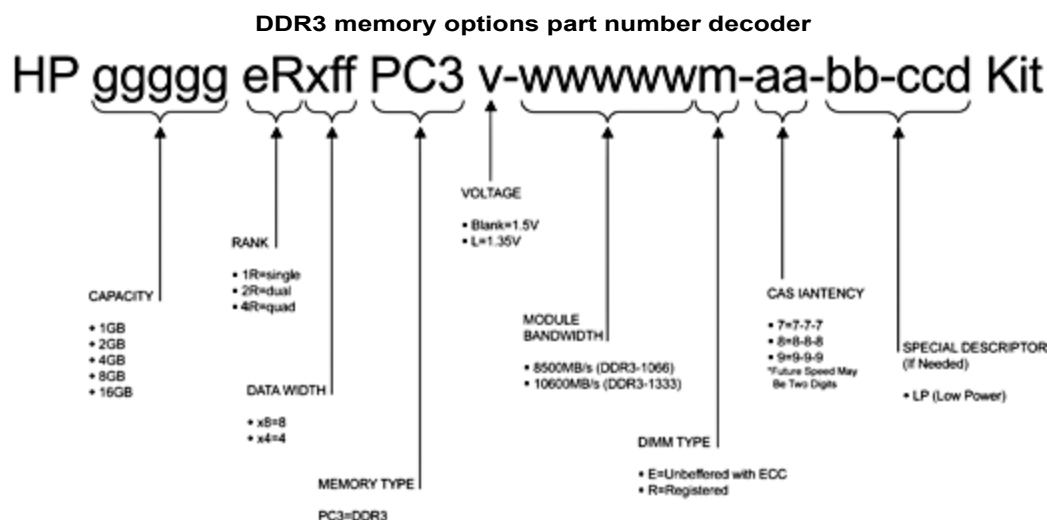 DDR3 memory options part number decoder
HP ggggg eRxff PC3 v-wwwwwm-aa-bb-ccd Kit
VOLTAGE
• Blank=1.5V
• L=1.35V
RANK
• 1R=single
• 2R=dual
• 4R=quad
CAPACITY
• 1GB
• 2GB
• 4GB
• 8GB
• 16GB
CAS IANTENCY
• 7=7-7-7
• 8=8-8-8
• 9=9-9-9
*Future Speed May
Be Two Digits
MODULE
BANDWIDTH
• 8500MB/s (DDR3-1066)
• 10600MB/s (DDR3-1333)
SPECIAL DESCRIPTOR
(If Needed)
• LP (Low Power)
DATA WIDTH
• x8=8
• x4=4
DIMM TYPE
• E=Unbeffered with ECC
• R=Registered
MEMORY TYPE
PC3=DDR3